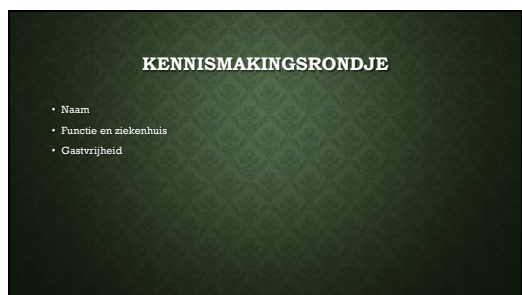 KENNISMAKINGSRONDJE
• Naam
• Functie en ziekenhuis
• Gastvrijheid